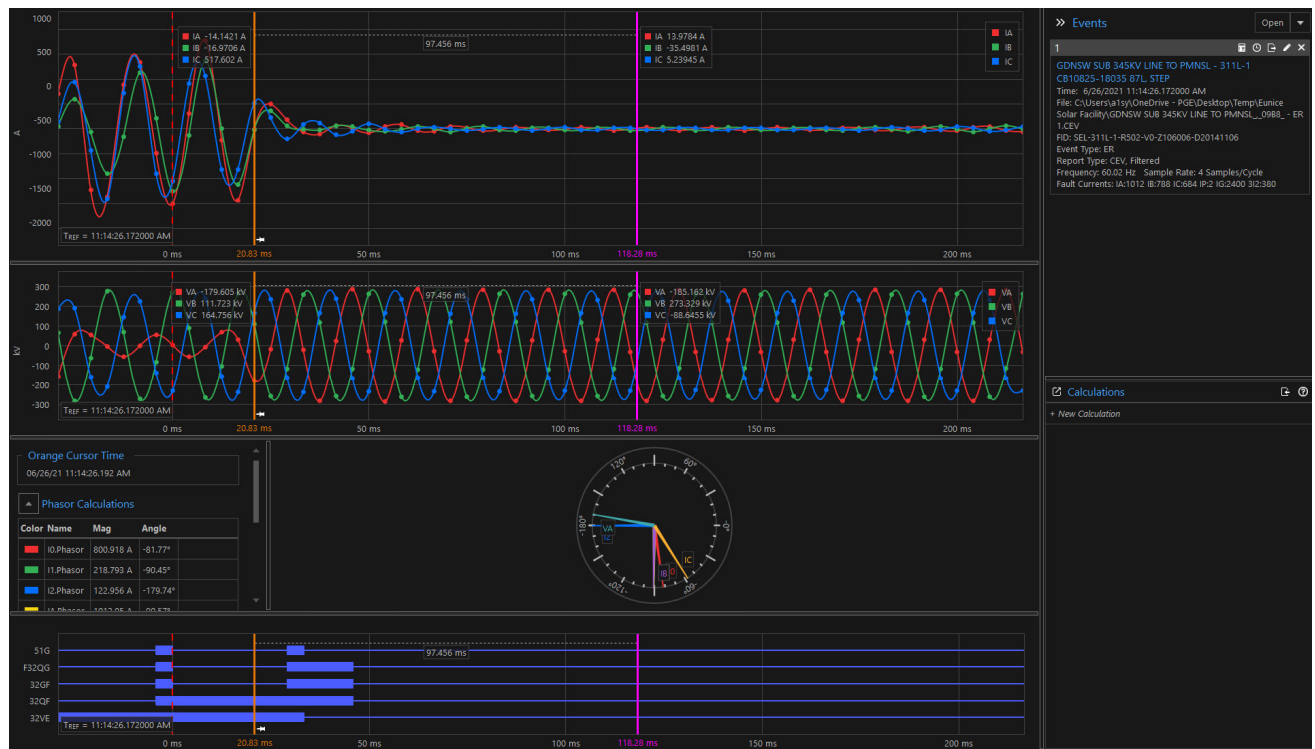 1000
500
0
-500
-1000
-1500
-2000
A
IA -14.1421 A
IB -16.9706 A
IC 517.602 A
97.456 ms
IA 13.9784 A
IB -35.4981 A
IC 5.23945 A
IA
IB
IC
TREF = 11:14:26.172000 AM
0 ms
20.83 ms
50 ms
100 ms
118.28 ms
150 ms
200 ms
300
200
100
0
-100
-200
-300
kV
VA -179.605 kV
VB 111.723 kV
VC 164.756 kV
97.456 ms
VA -185.162 kV
VB 273.329 kV
VC -88.6455 kV
VA
VB
VC
TREF = 11:14:26.172000 AM
0 ms
20.83 ms
50 ms
100 ms
118.28 ms
150 ms
200 ms
Orange Cursor Time
06/26/21 11:14:26.192 AM
Phasor Calculations
Color Name Mag Angle
I0.Phasor 800.918 A -81.77°
I1.Phasor 218.793 A -90.45°
I2.Phasor 122.956 A -179.74°
120°
60°
-180°
-0°
-120°
-60°
VA
IC
IB
51G
F32QG
32GF
32QF
32VE
97.456 ms
TREF = 11:14:26.172000 AM
0 ms
20.83 ms
50 ms
100 ms
118.28 ms
150 ms
200 ms
Events
Open
1
GDNSW SUB 345KV LINE TO PMNSL - 311L-1
CB10825-18035 87L, STEP
Time: 6/26/2021 11:14:26.172000 AM
File: C:\Users\a1sy\OneDrive - PGE\Desktop\Temp\Eunice
Solar Facility\GDNSW SUB 345KV LINE TO PMNSL__0988_ - ER
1.CEV
FID: SEL-311L-1-R502-V0-Z106006-D20141106
Event Type: ER
Report Type: CEV, Filtered
Frequency: 60.02 Hz Sample Rate: 4 Samples/Cycle
Fault Currents: IA:1012 IB:788 IC:684 IP:2 IG:2400 3I2:380
Calculations
+ New Calculation